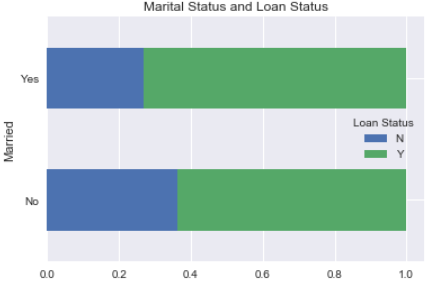 Marital Status and Loan Status
Yes
Married
Loan Status
N
Y
No
0.0 0.2 0.4 0.6 0.8 1.0